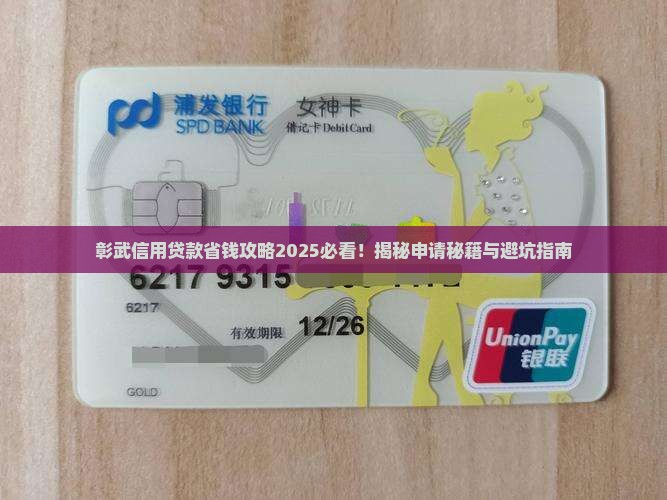 浦发银行
SPD BANK
女神卡
借记卡 Debit Card
彰武信用贷款省钱攻略2025必看！揭秘申请秘籍与避坑指南
6217 9315
6217
有效期限 12/26
GOLD
UnionPay
银联